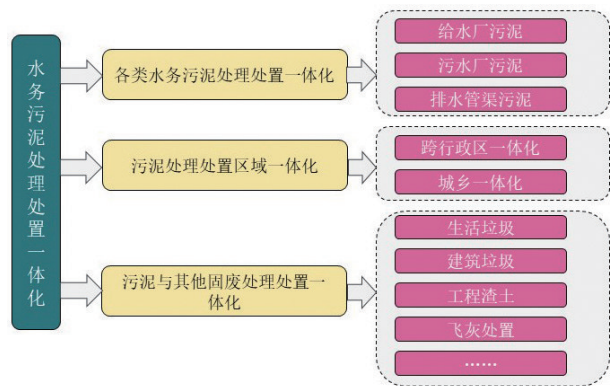 水务污泥处理处置一体化
各类水务污泥处理处置一体化
给水厂污泥
污水厂污泥
排水管渠污泥
污泥处理处置区域一体化
跨行政区一体化
城乡一体化
污泥与其他固废处理处置一
体化
生活垃圾
建筑垃圾
工程渣土
飞灰处置
……